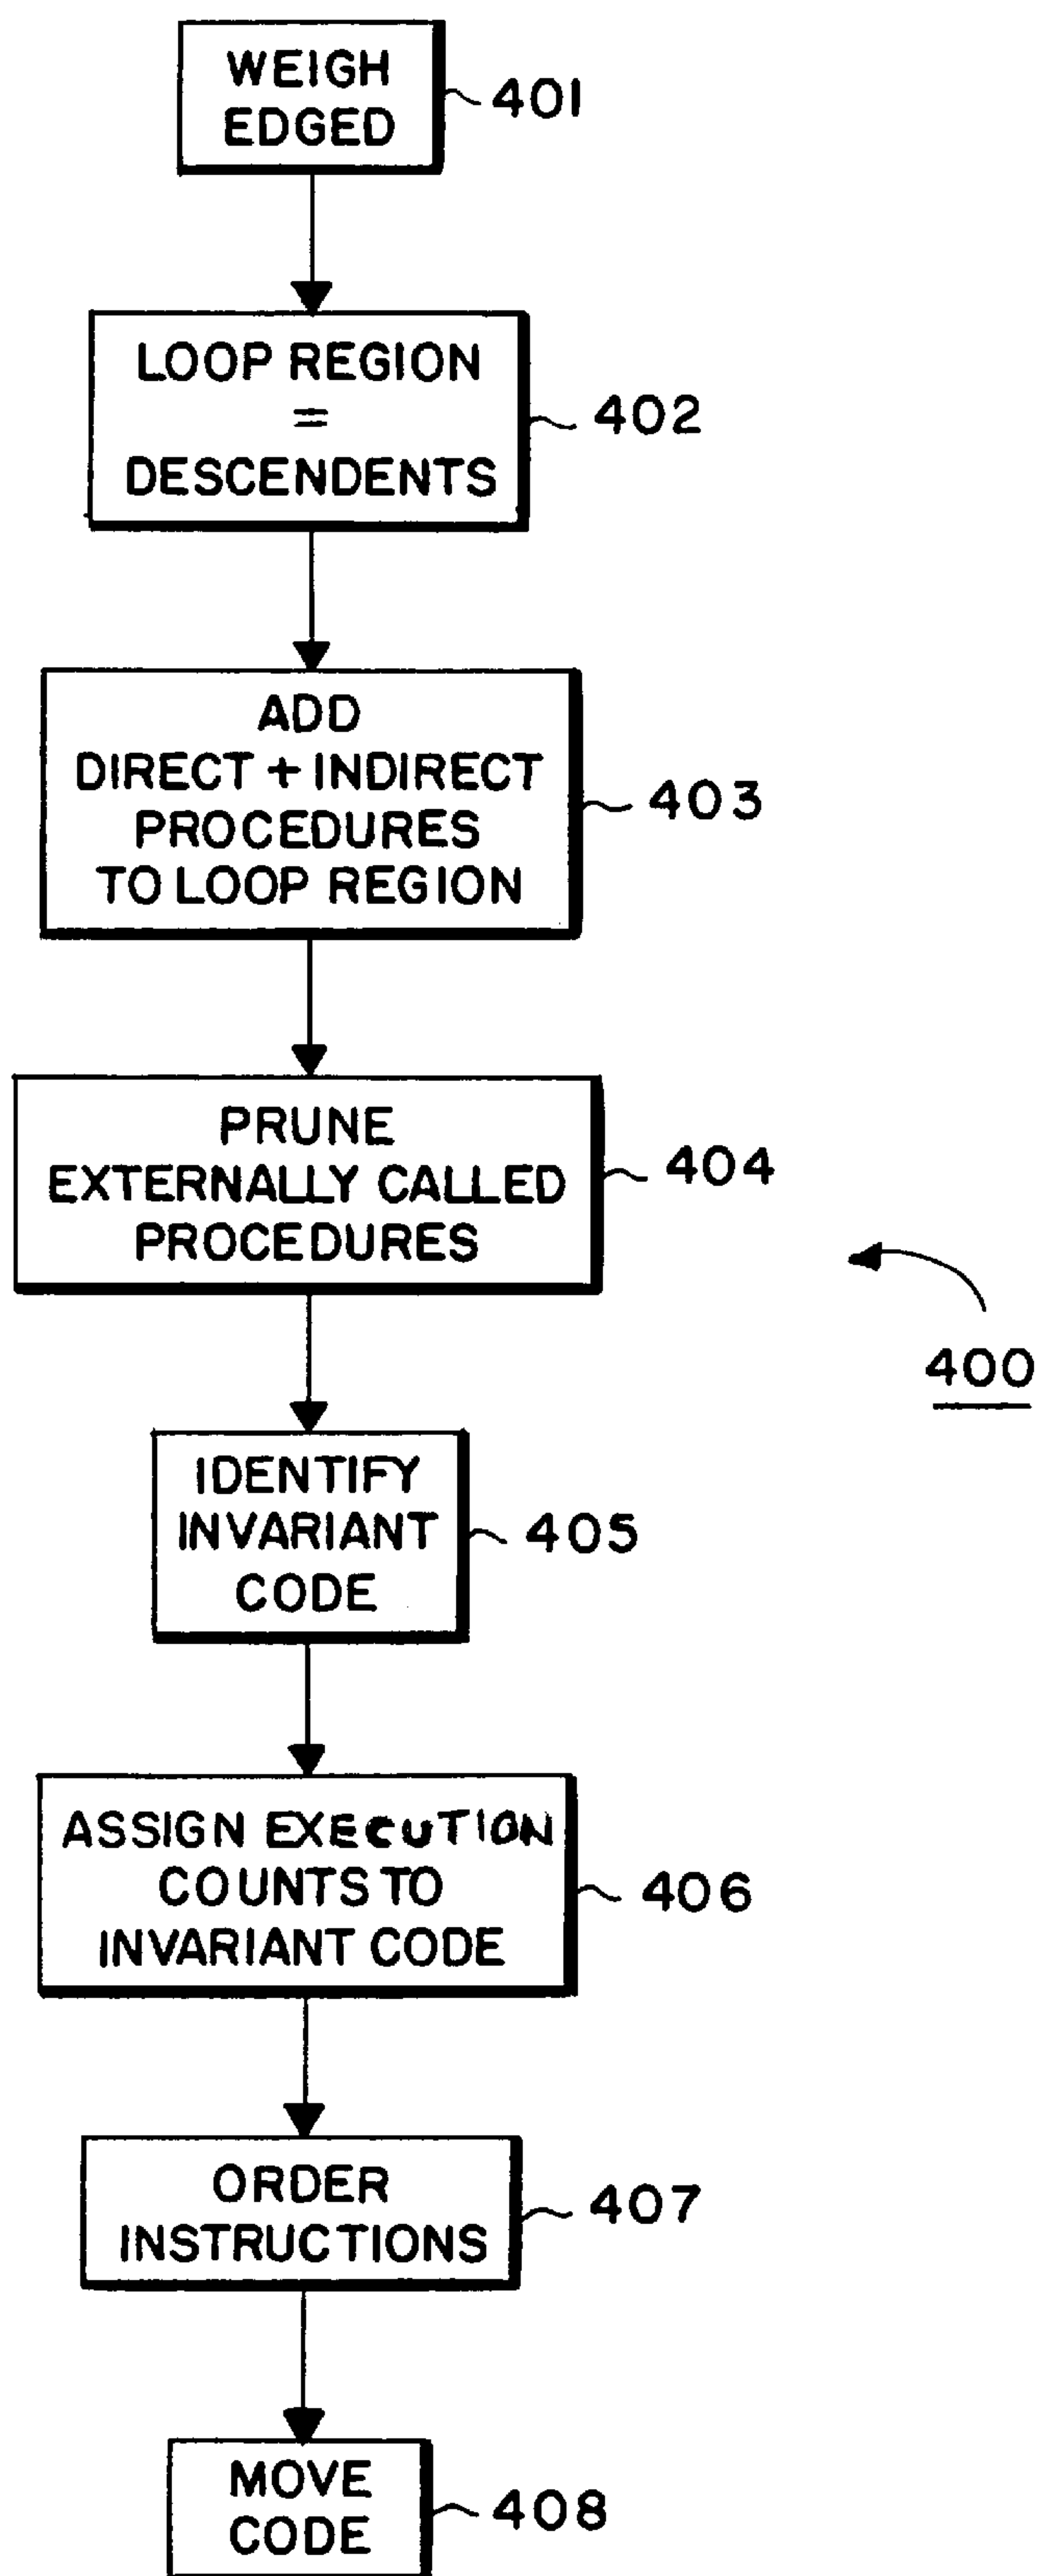 WEIGH
EDGED
401
LOOP REGION
=
DESCENDENTS
402
ADD
DIRECT + INDIRECT
PROCEDURES
TO LOOP REGION
403
PRUNE
EXTERNALLY CALLED
PROCEDURES
404
400
IDENTIFY
INVARIANT
CODE
405
ASSIGN EXECUTION
COUNTS TO
INVARIANT CODE
406
ORDER
INSTRUCTIONS
407
MOVE
CODE
408